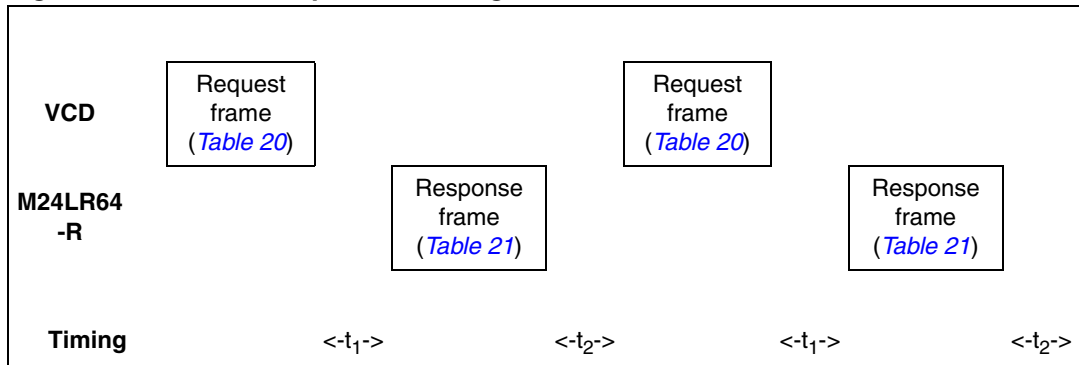 VCD
Request
frame
(Table 20)
Request
frame
(Table 20)
M24LR64
-R
Response
frame
(Table 21)
Response
frame
(Table 21)
Timing <-t1-> <-t2-> <-t1-> <-t2->